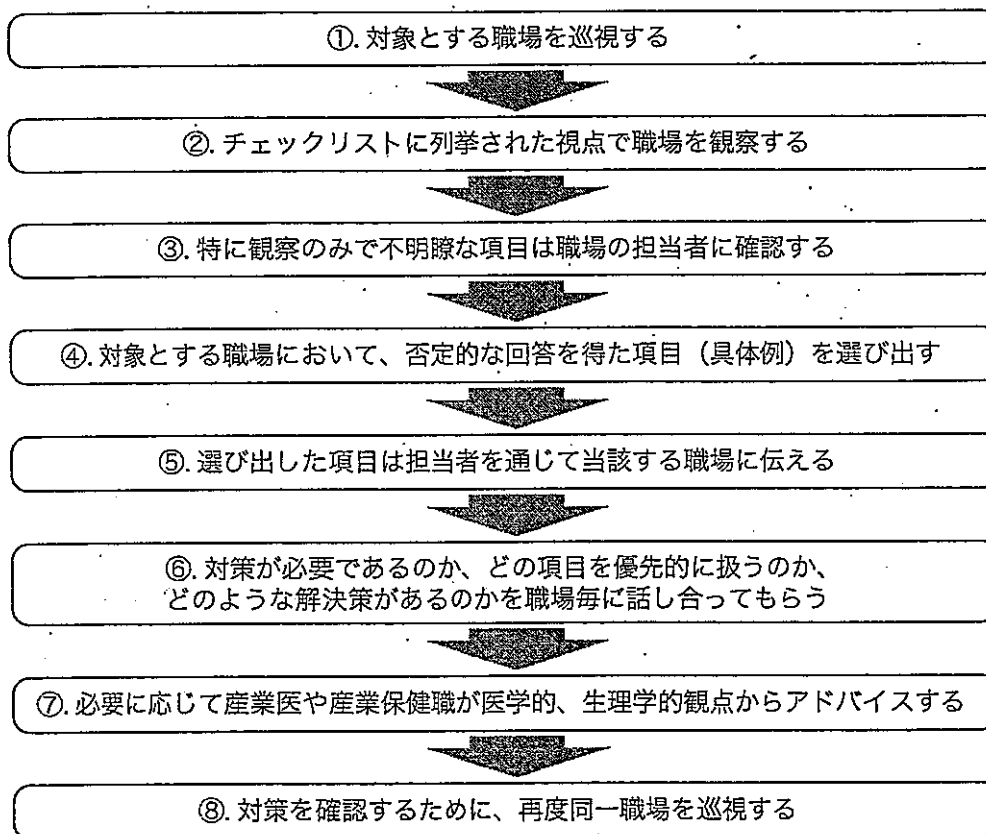 ①. 対象とする職場を巡視する
②. チェックリストに列挙された視点で職場を観察する
③. 特に観察のみで不明瞭な項目は職場の担当者に確認する
④. 対象とする職場において、否定的な回答を得た項目（具体例）を選び出す
⑤. 選び出した項目は担当者を通じて当該する職場に伝える
⑥. 対策が必要であるのか、どの項目を優先的に扱うのか、
どのような解決策があるのかを職場毎に話し合ってもらう
⑦. 必要に応じて産業医や産業保健職が医学的、生理学的観点からアドバイスする
⑧. 対策を確認するために、再度同一職場を巡視する